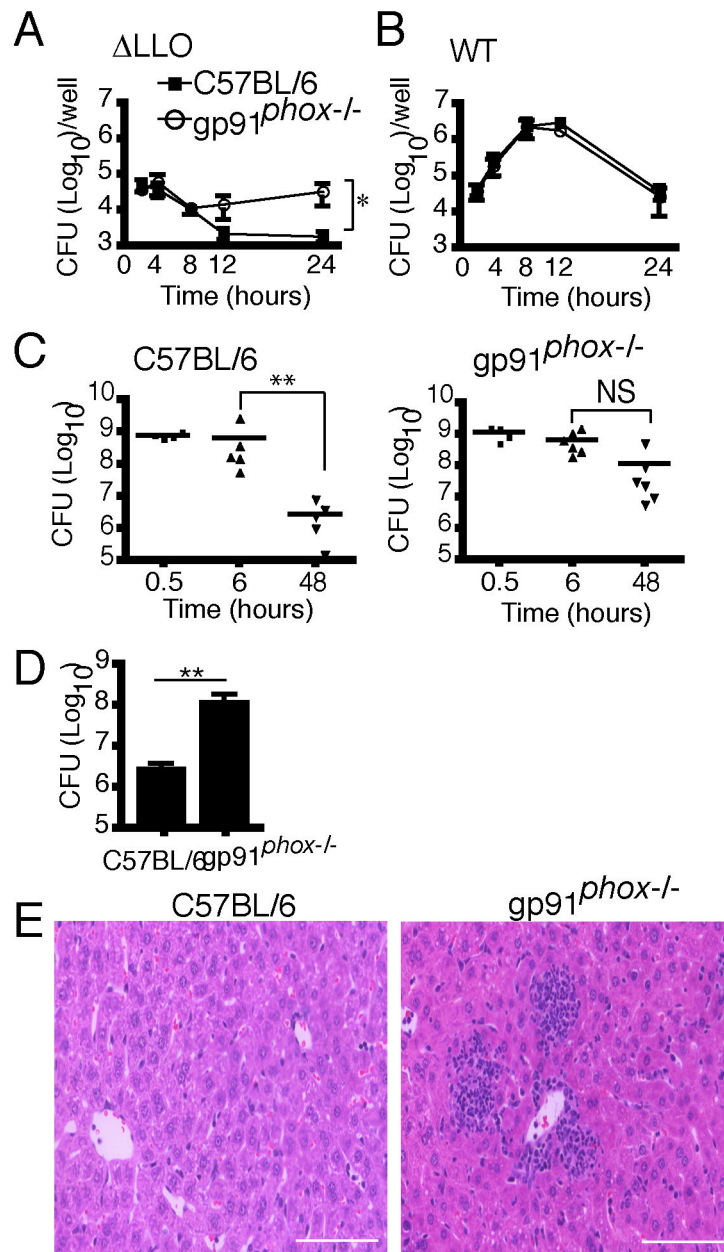 A
ΔLLO
C57BL/6
gp91phox-/-
CFU (Log10)/well
7
6
5
4
3
0 4 8 12 24
Time (hours)
*
B
WT
CFU (Log10)/well
7
6
5
4
3
0 4 8 12 24
Time (hours)
C
C57BL/6
**
CFU (Log10)
10
9
8
7
6
5
0.5 6 48
Time (hours)
gp91phox-/-
NS
CFU (Log10)
10
9
8
7
6
5
0.5 6 48
Time (hours)
D
**
CFU (Log10)
9
8
7
6
5
C57BL/6 gp91phox-/-
E
C57BL/6
gp91phox-/-